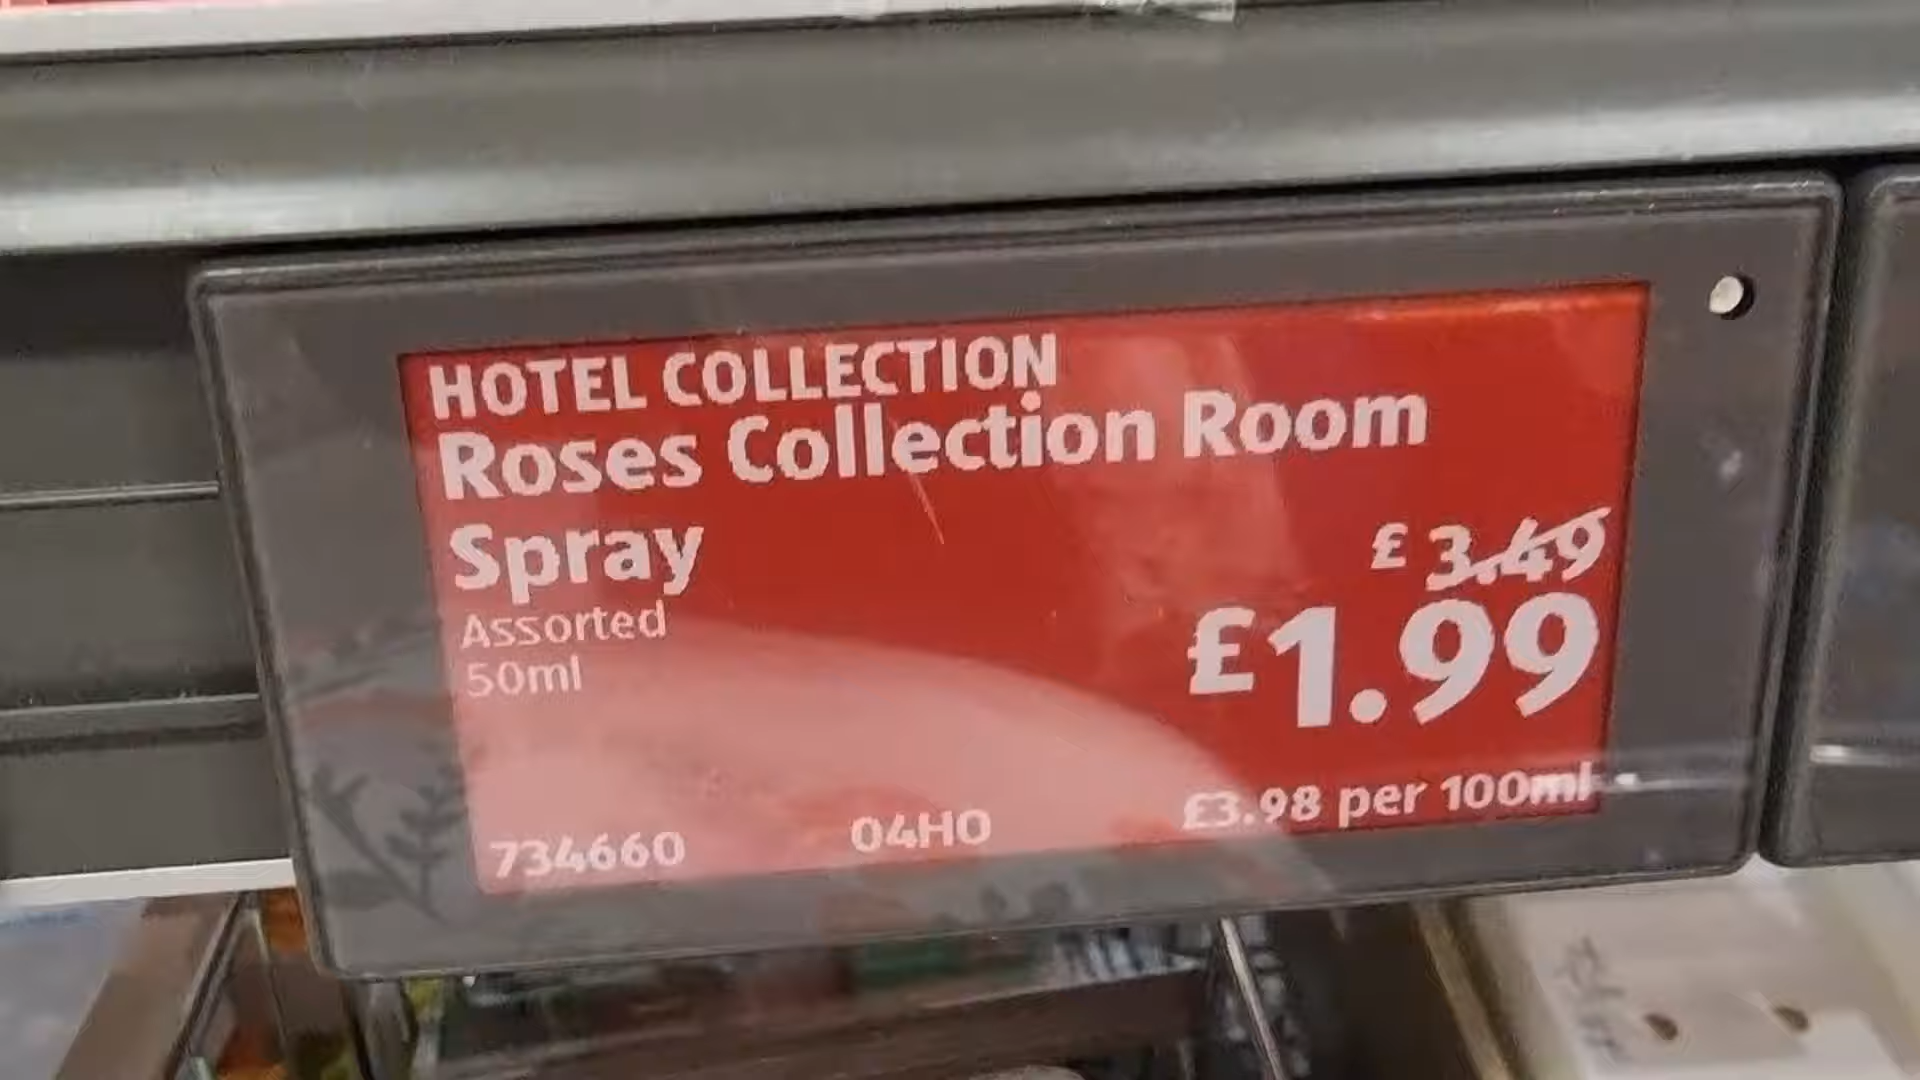 HOTEL COLLECTION
Roses Collection Room
Spray
Assorted
50ml
£ 3.49
£1.99
£3.98 per 100ml
734660 04HO